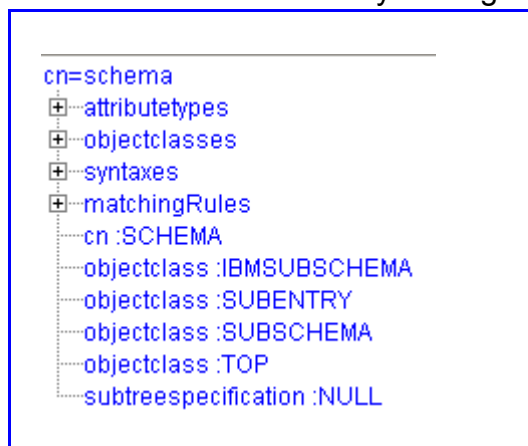 cn=schema
attributetypes
objectclasses
syntaxes
matchingRules
cn :SCHEMA
objectclass :IBMSUBSCHEMA
objectclass :SUBENTRY
objectclass :SUBSCHEMA
objectclass :TOP
subtreespecification :NULL